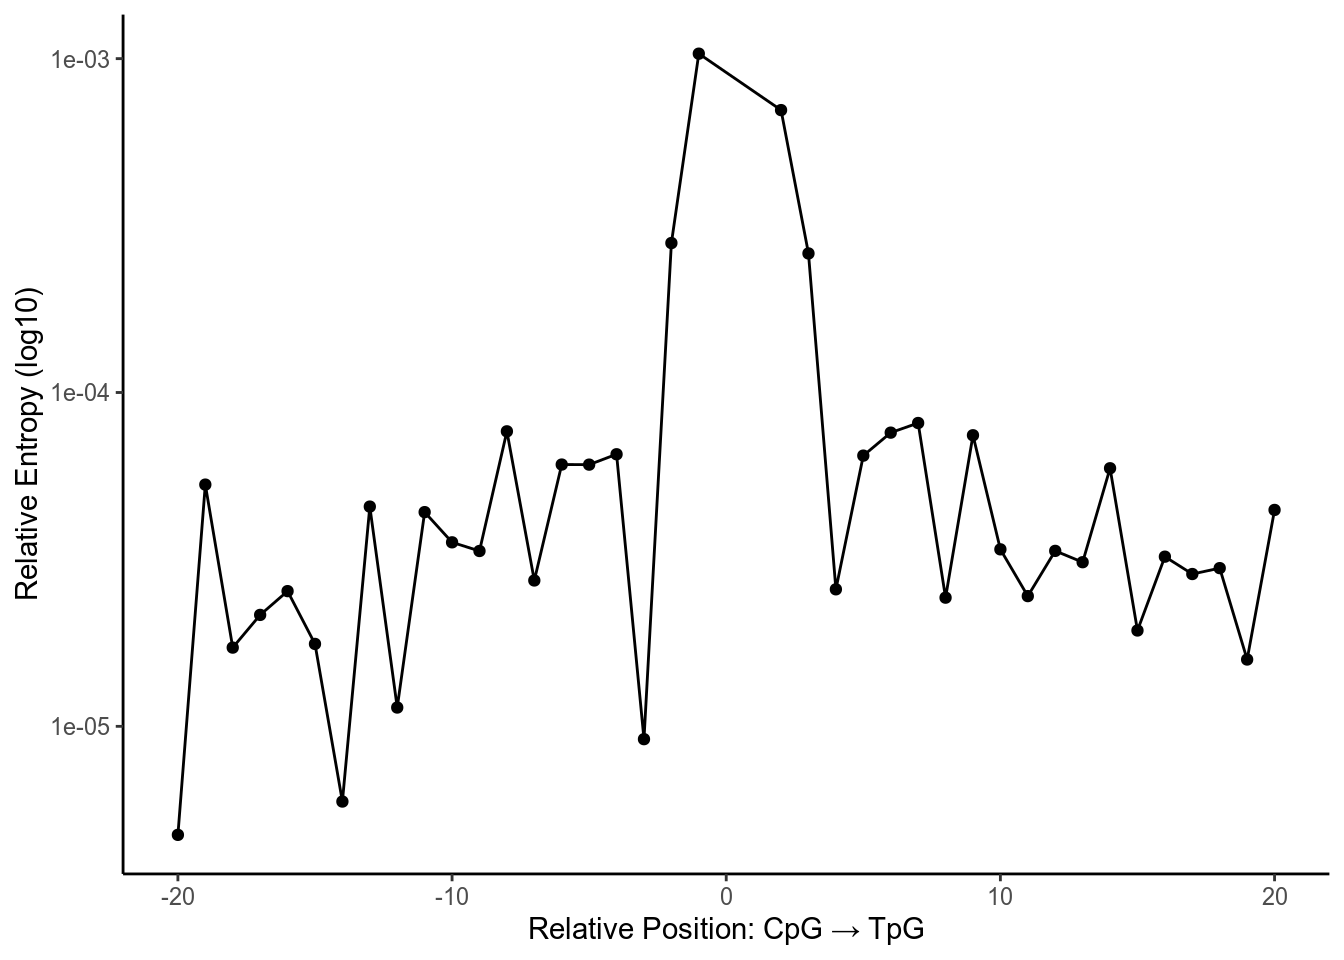 Relative Entropy (log10)
1e-03
1e-04
1e-05
-20
-10
0
10
20
Relative Position: CpG → TpG